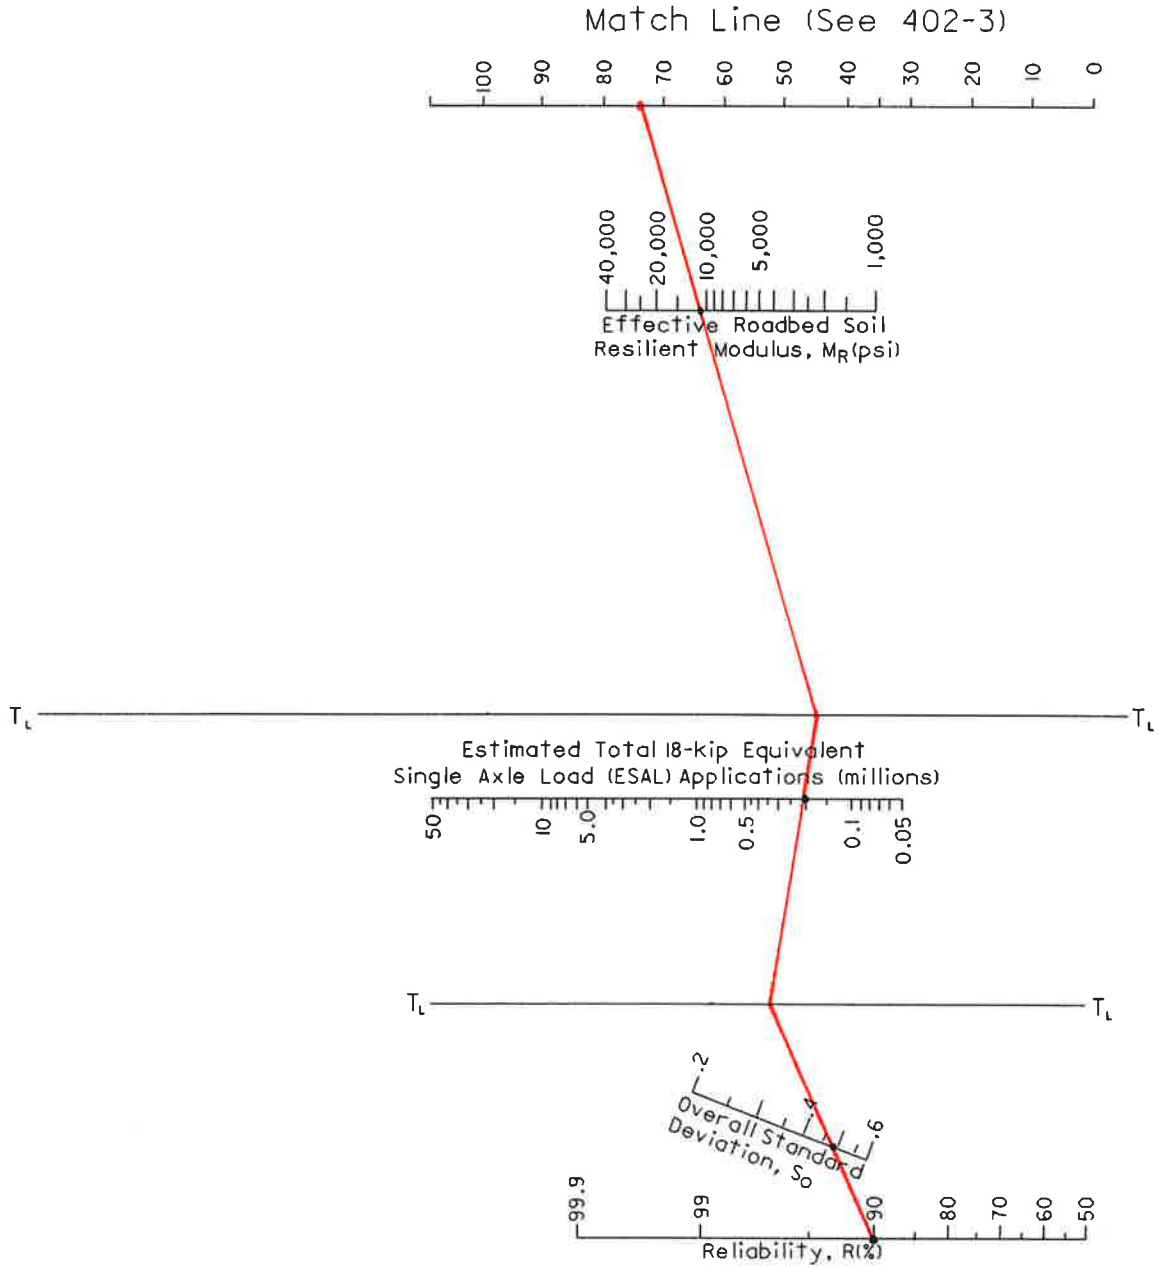 Match Line (See 402-3)
100 90 80 70 60 50 40 30 20 10 0
40,000 20,000 10,000 5,000 1,000
Effective Roadbed Soil
Resilient Modulus, MR(psi)
TL TL
Estimated Total 18-kip Equivalent
Single Axle Load (ESAL) Applications (millions)
50 10 5.0 1.0 0.5 0.1 0.05
TL TL
.2 .4 .6
Overall Standard
Deviation, So
99.9 99 90 80 70 60 50
Reliability, R(%)